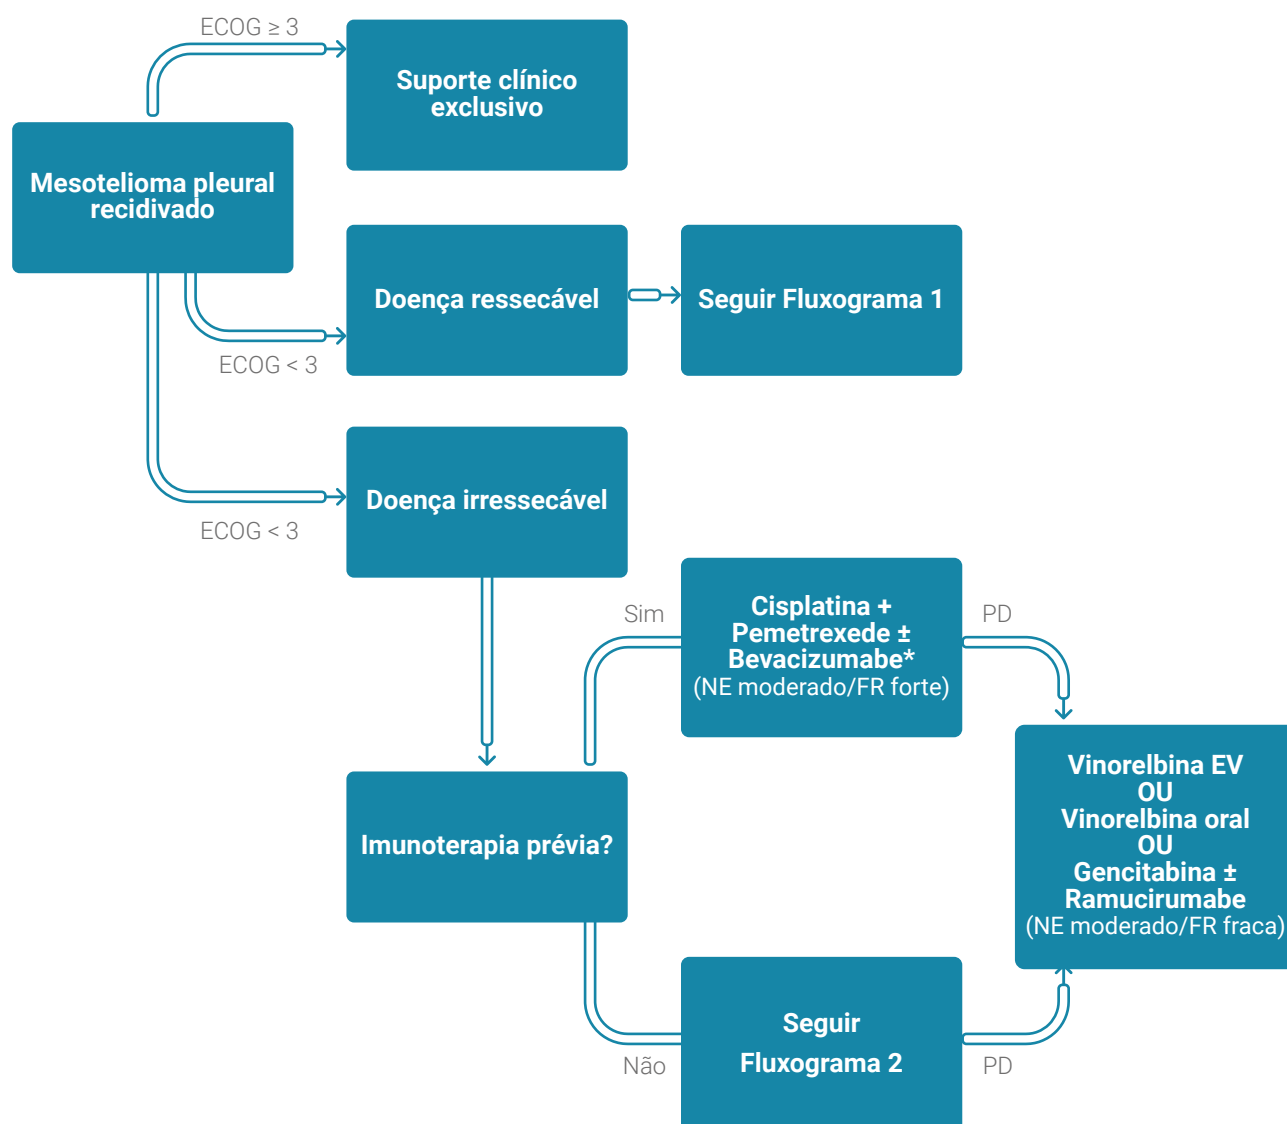 ECOG ≥ 3
Suporte clínico
exclusivo
Mesotelioma pleural
recidivado
Doença ressecável
Seguir Fluxograma 1
ECOG < 3
Doença irressecável
ECOG < 3
Sim
Cisplatina +
Pemetrexede ±
Bevacizumabe*
(NE moderado/FR forte)
PD
Imunoterapia prévia?
Vinorelbina EV
OU
Vinorelbina oral
OU
Gencitabina ±
Ramucirumabe
(NE moderado/FR fraca)
Não
Seguir
Fluxograma 2
PD